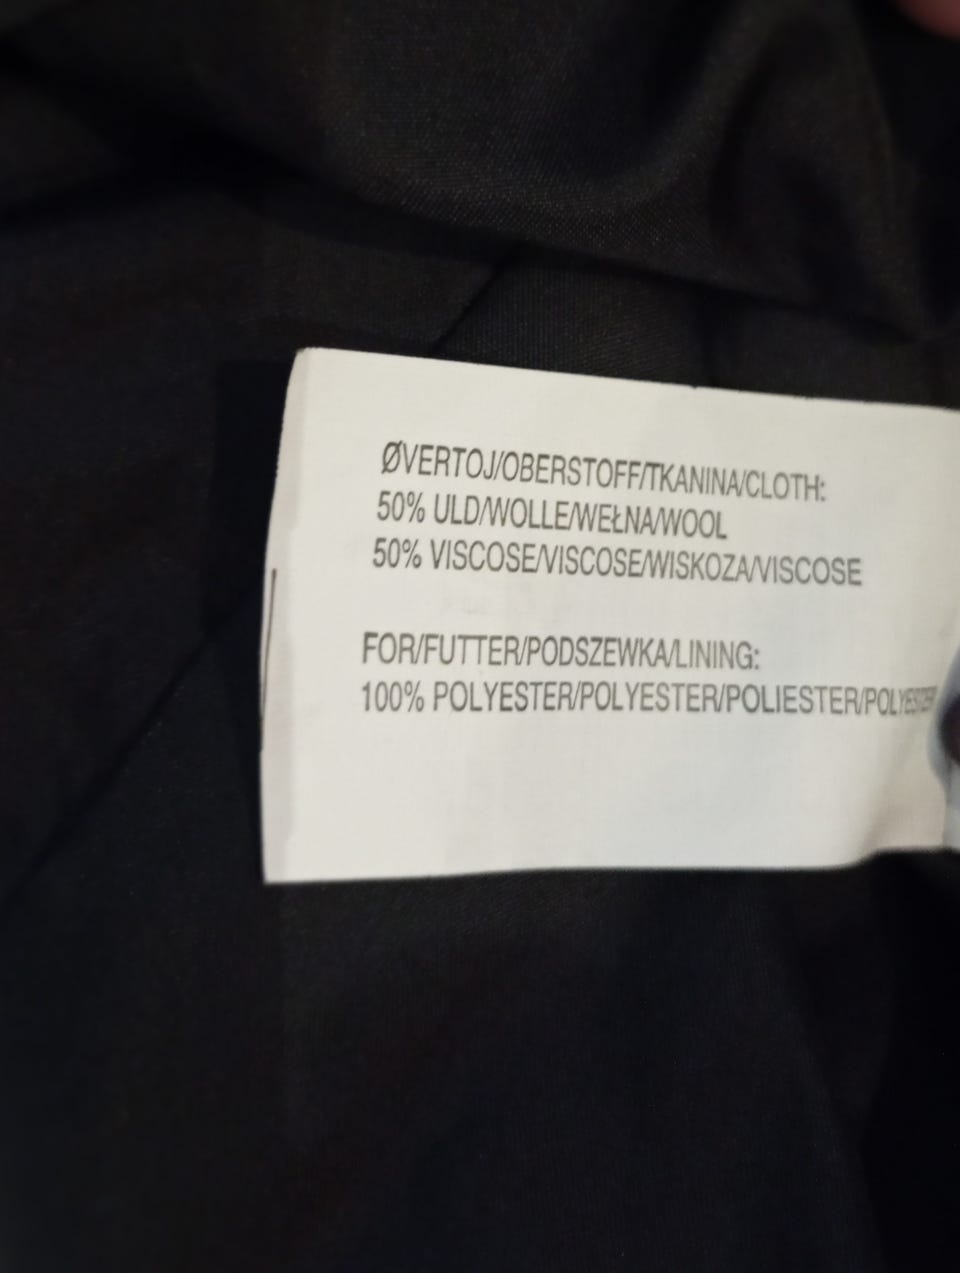 ØVERTOJ/OBERSTOFF/TKANINA/CLOTH:
50% ULD/WOLLE/WEŁNA/WOOL
50% VISCOSE/VISCOSE/WISKOZA/VISCOSE
FOR/FUTTER/PODSZEWKA/LINING:
100% POLYESTER/POLYESTER/POLIESTER/POLYESTER